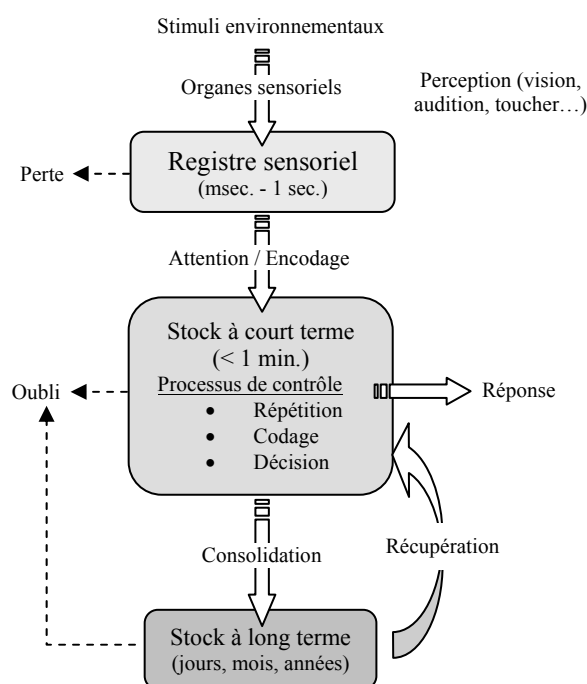 Stimuli environnementaux
Organes sensoriels
Perception (vision,
audition, toucher…)
Registre sensoriel
(msec. - 1 sec.)
Perte
Attention / Encodage
Stock à court terme
(< 1 min.)
Processus de contrôle
• Répétition
• Codage
• Décision
Oubli
Réponse
Consolidation
Récupération
Stock à long terme
(jours, mois, années)